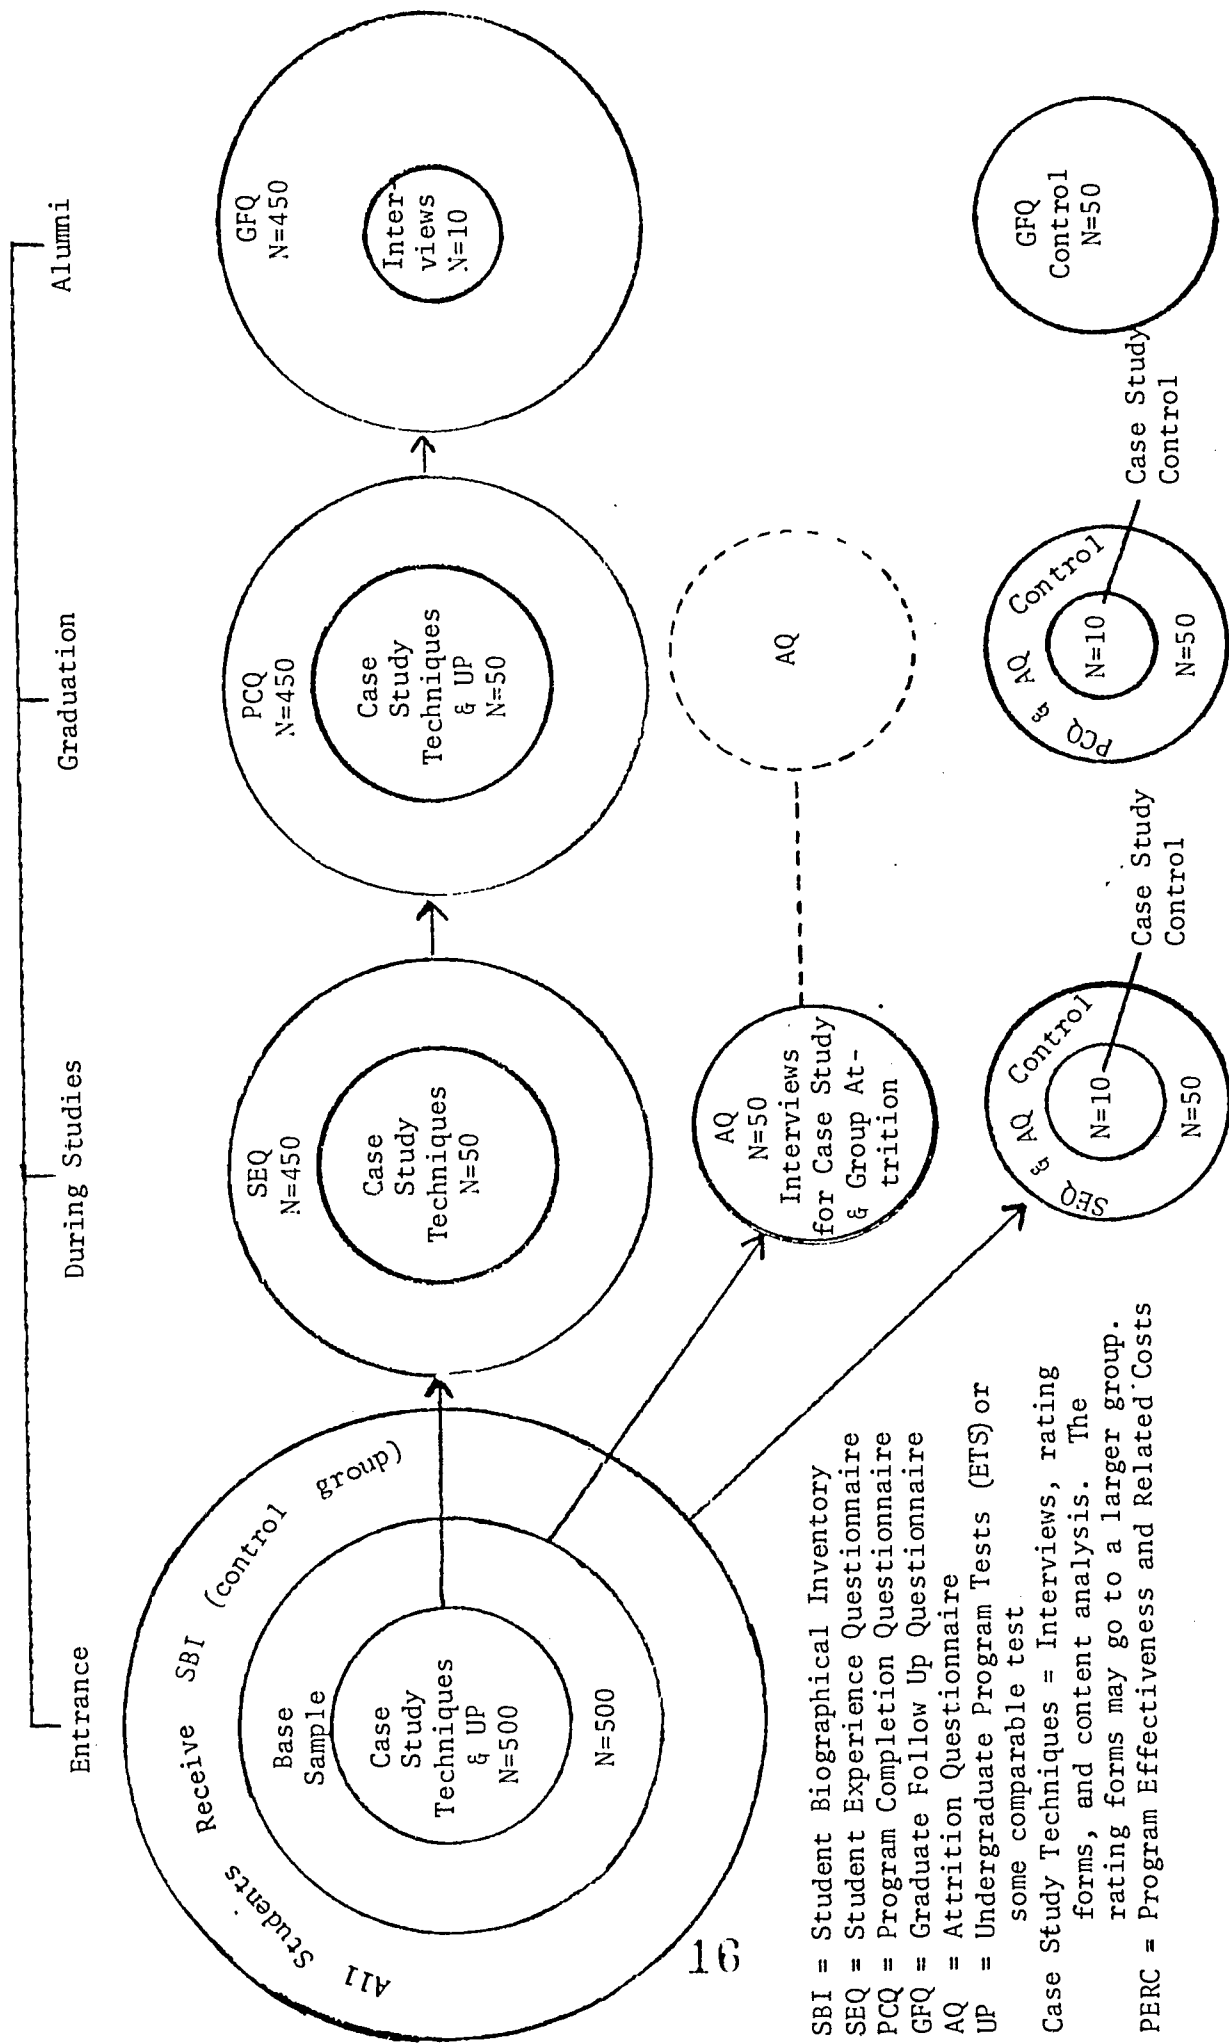 Entrance
During Studies
Graduation
Alumni
All Students Receive SBI (control group)
Base
Sample
Case
Study
Techniques
& UP
N=500
N=500
SEQ
N=450
Case
Study
Techniques
N=50
PCQ
N=450
Case
Study
Techniques
& UP
N=50
GFQ
N=450
Inter-
views
N=10
AQ
N=50
Interviews
for Case Study
& Group At-
trition
AQ
SEQ & AQ Control
N=10
N=50
Case Study
Control
PCQ & AQ Control
N=10
N=50
Case Study
Control
GFQ
Control
N=50
SBI = Student Biographical Inventory
SEQ = Student Experience Questionnaire
PCQ = Program Completion Questionnaire
GFQ = Graduate Follow Up Questionnaire
AQ = Attrition Questionnaire
UP = Undergraduate Program Tests (ETS) or
some comparable test
Case Study Techniques = Interviews, rating
forms, and content analysis. The
rating forms may go to a larger group.
PERC = Program Effectiveness and Related Costs
16